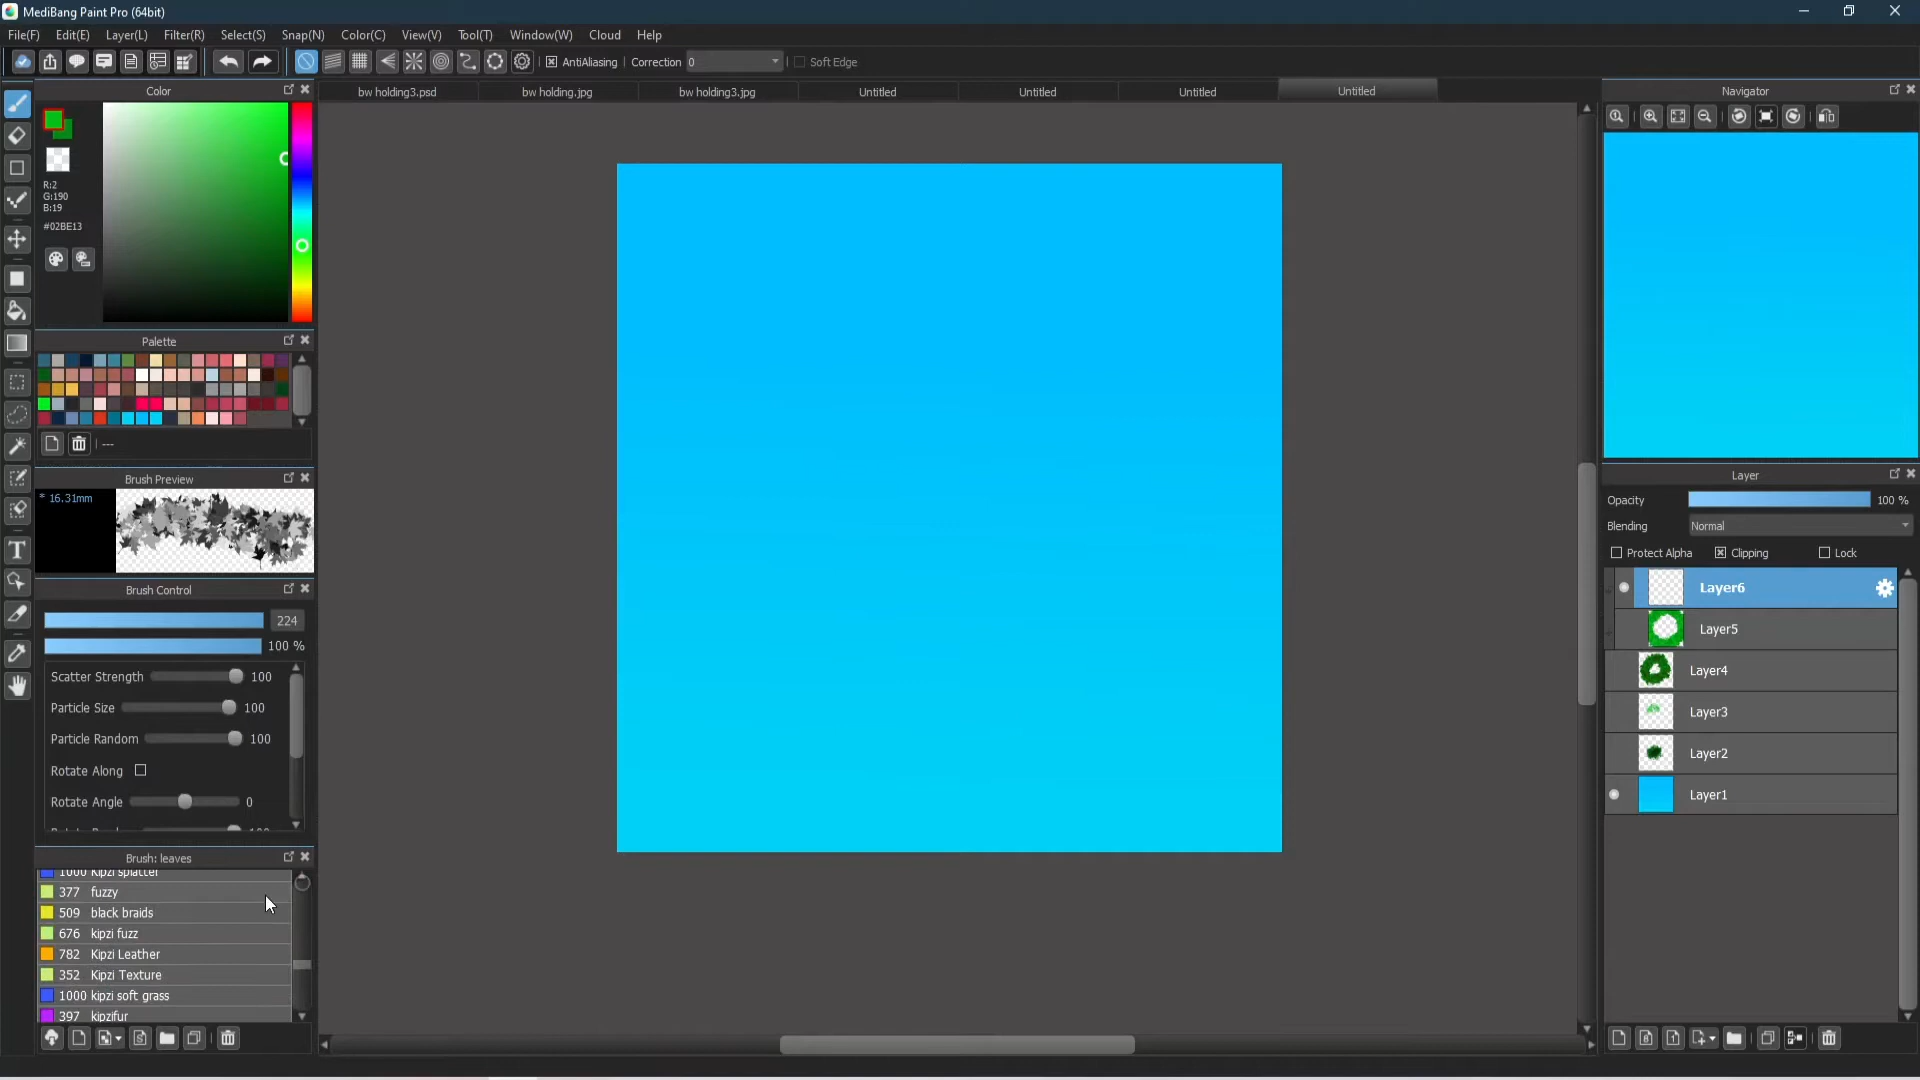 MediBang Paint Pro (64bit)
File(F) Edit(E) Layer(L) Filter(R) Select(S) Snap(N) Color(C) View(V) Tool(T) Window(W) Cloud Help
AntiAliasing Correction 0 Soft Edge
bw holding3.psd bw holding.jpg bw holding3.jpg Untitled Untitled Untitled Untitled
Color
R:2
G:190
B:19
#02BE13
Palette
---
Brush Preview
* 16.31mm
Brush Control
224
100 %
Scatter Strength 100
Particle Size 100
Particle Random 100
Rotate Along
Rotate Angle 0
Brush: leaves
1000 Kipzi splatter
377 fuzzy
509 black braids
676 kipzi fuzz
782 Kipzi Leather
352 Kipzi Texture
1000 kipzi soft grass
397 kipzifur
Navigator
Layer
Opacity 100 %
Blending Normal
Protect Alpha Clipping Lock
Layer6
Layer5
Layer4
Layer3
Layer2
Layer1